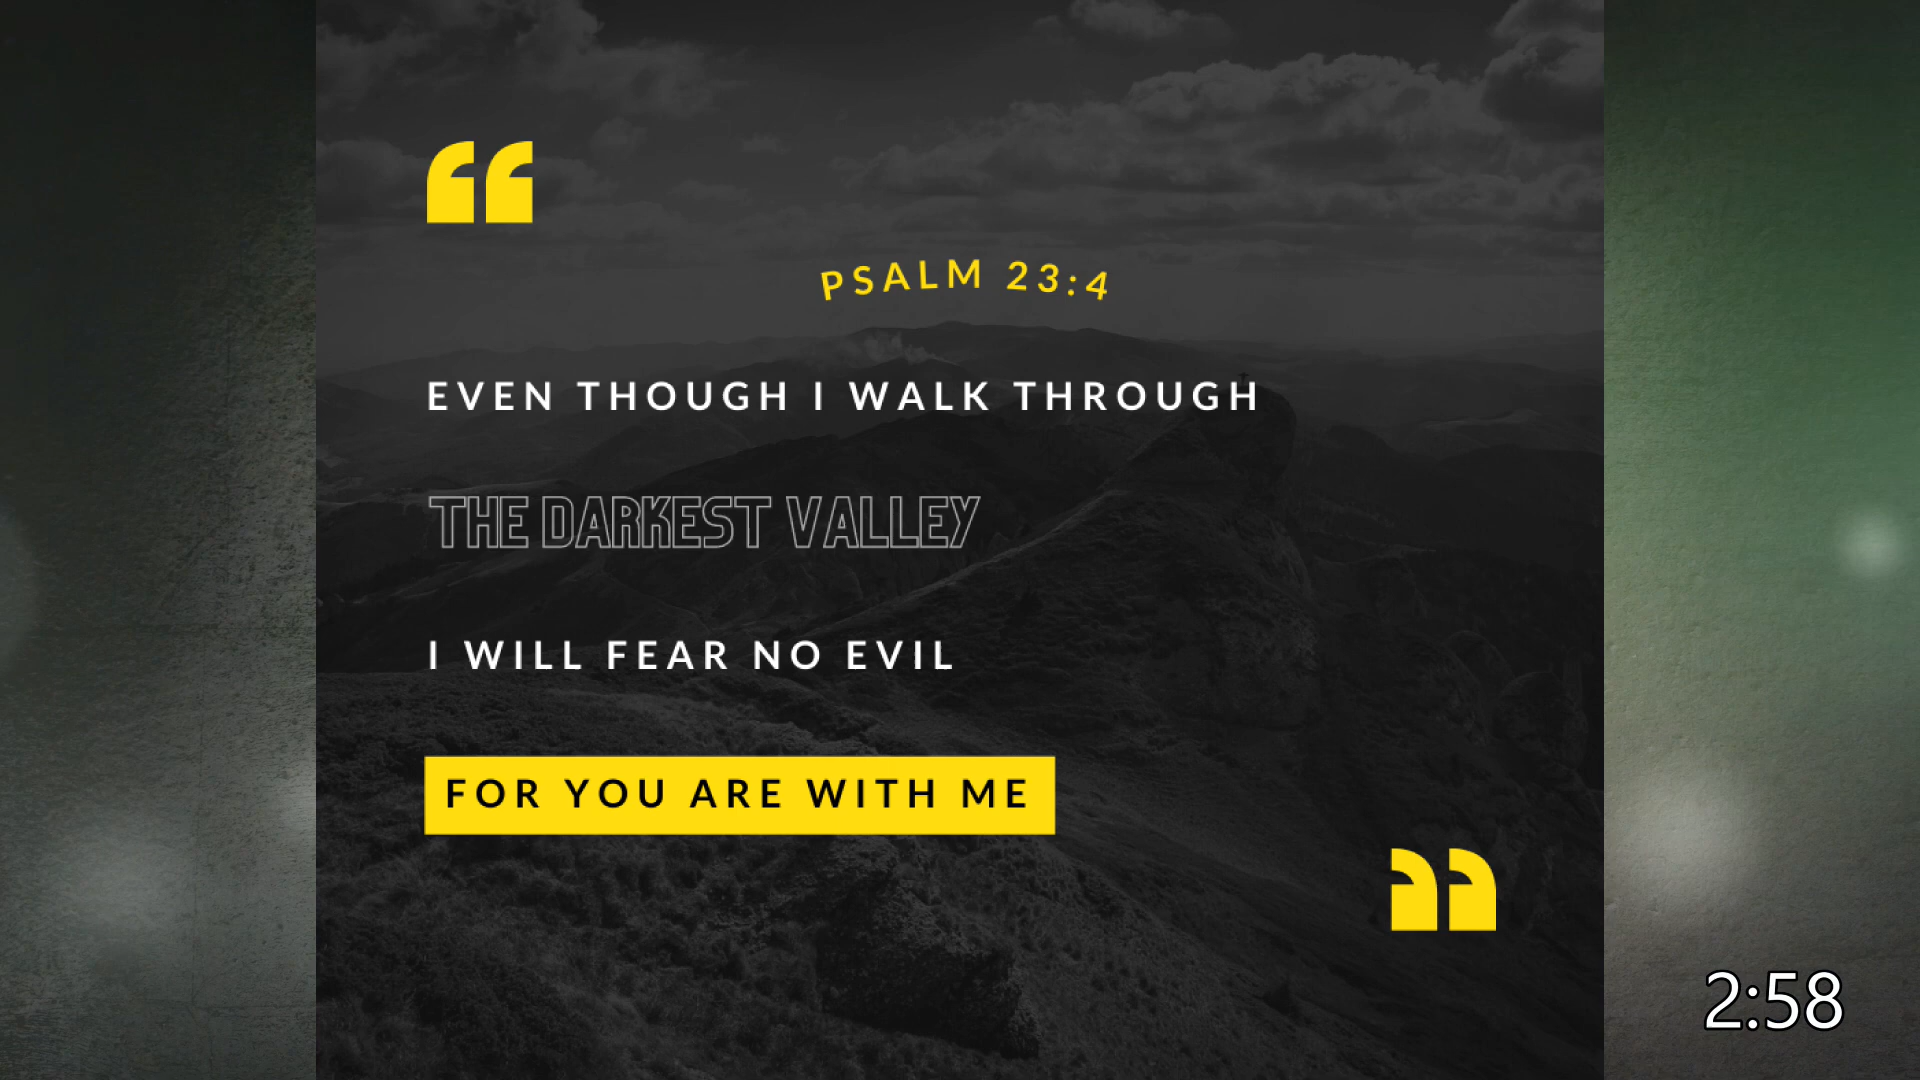 “
PSALM 23:4
EVEN THOUGH I WALK THROUGH
THE DARKEST VALLEY
I WILL FEAR NO EVIL
FOR YOU ARE WITH ME
”
2:58